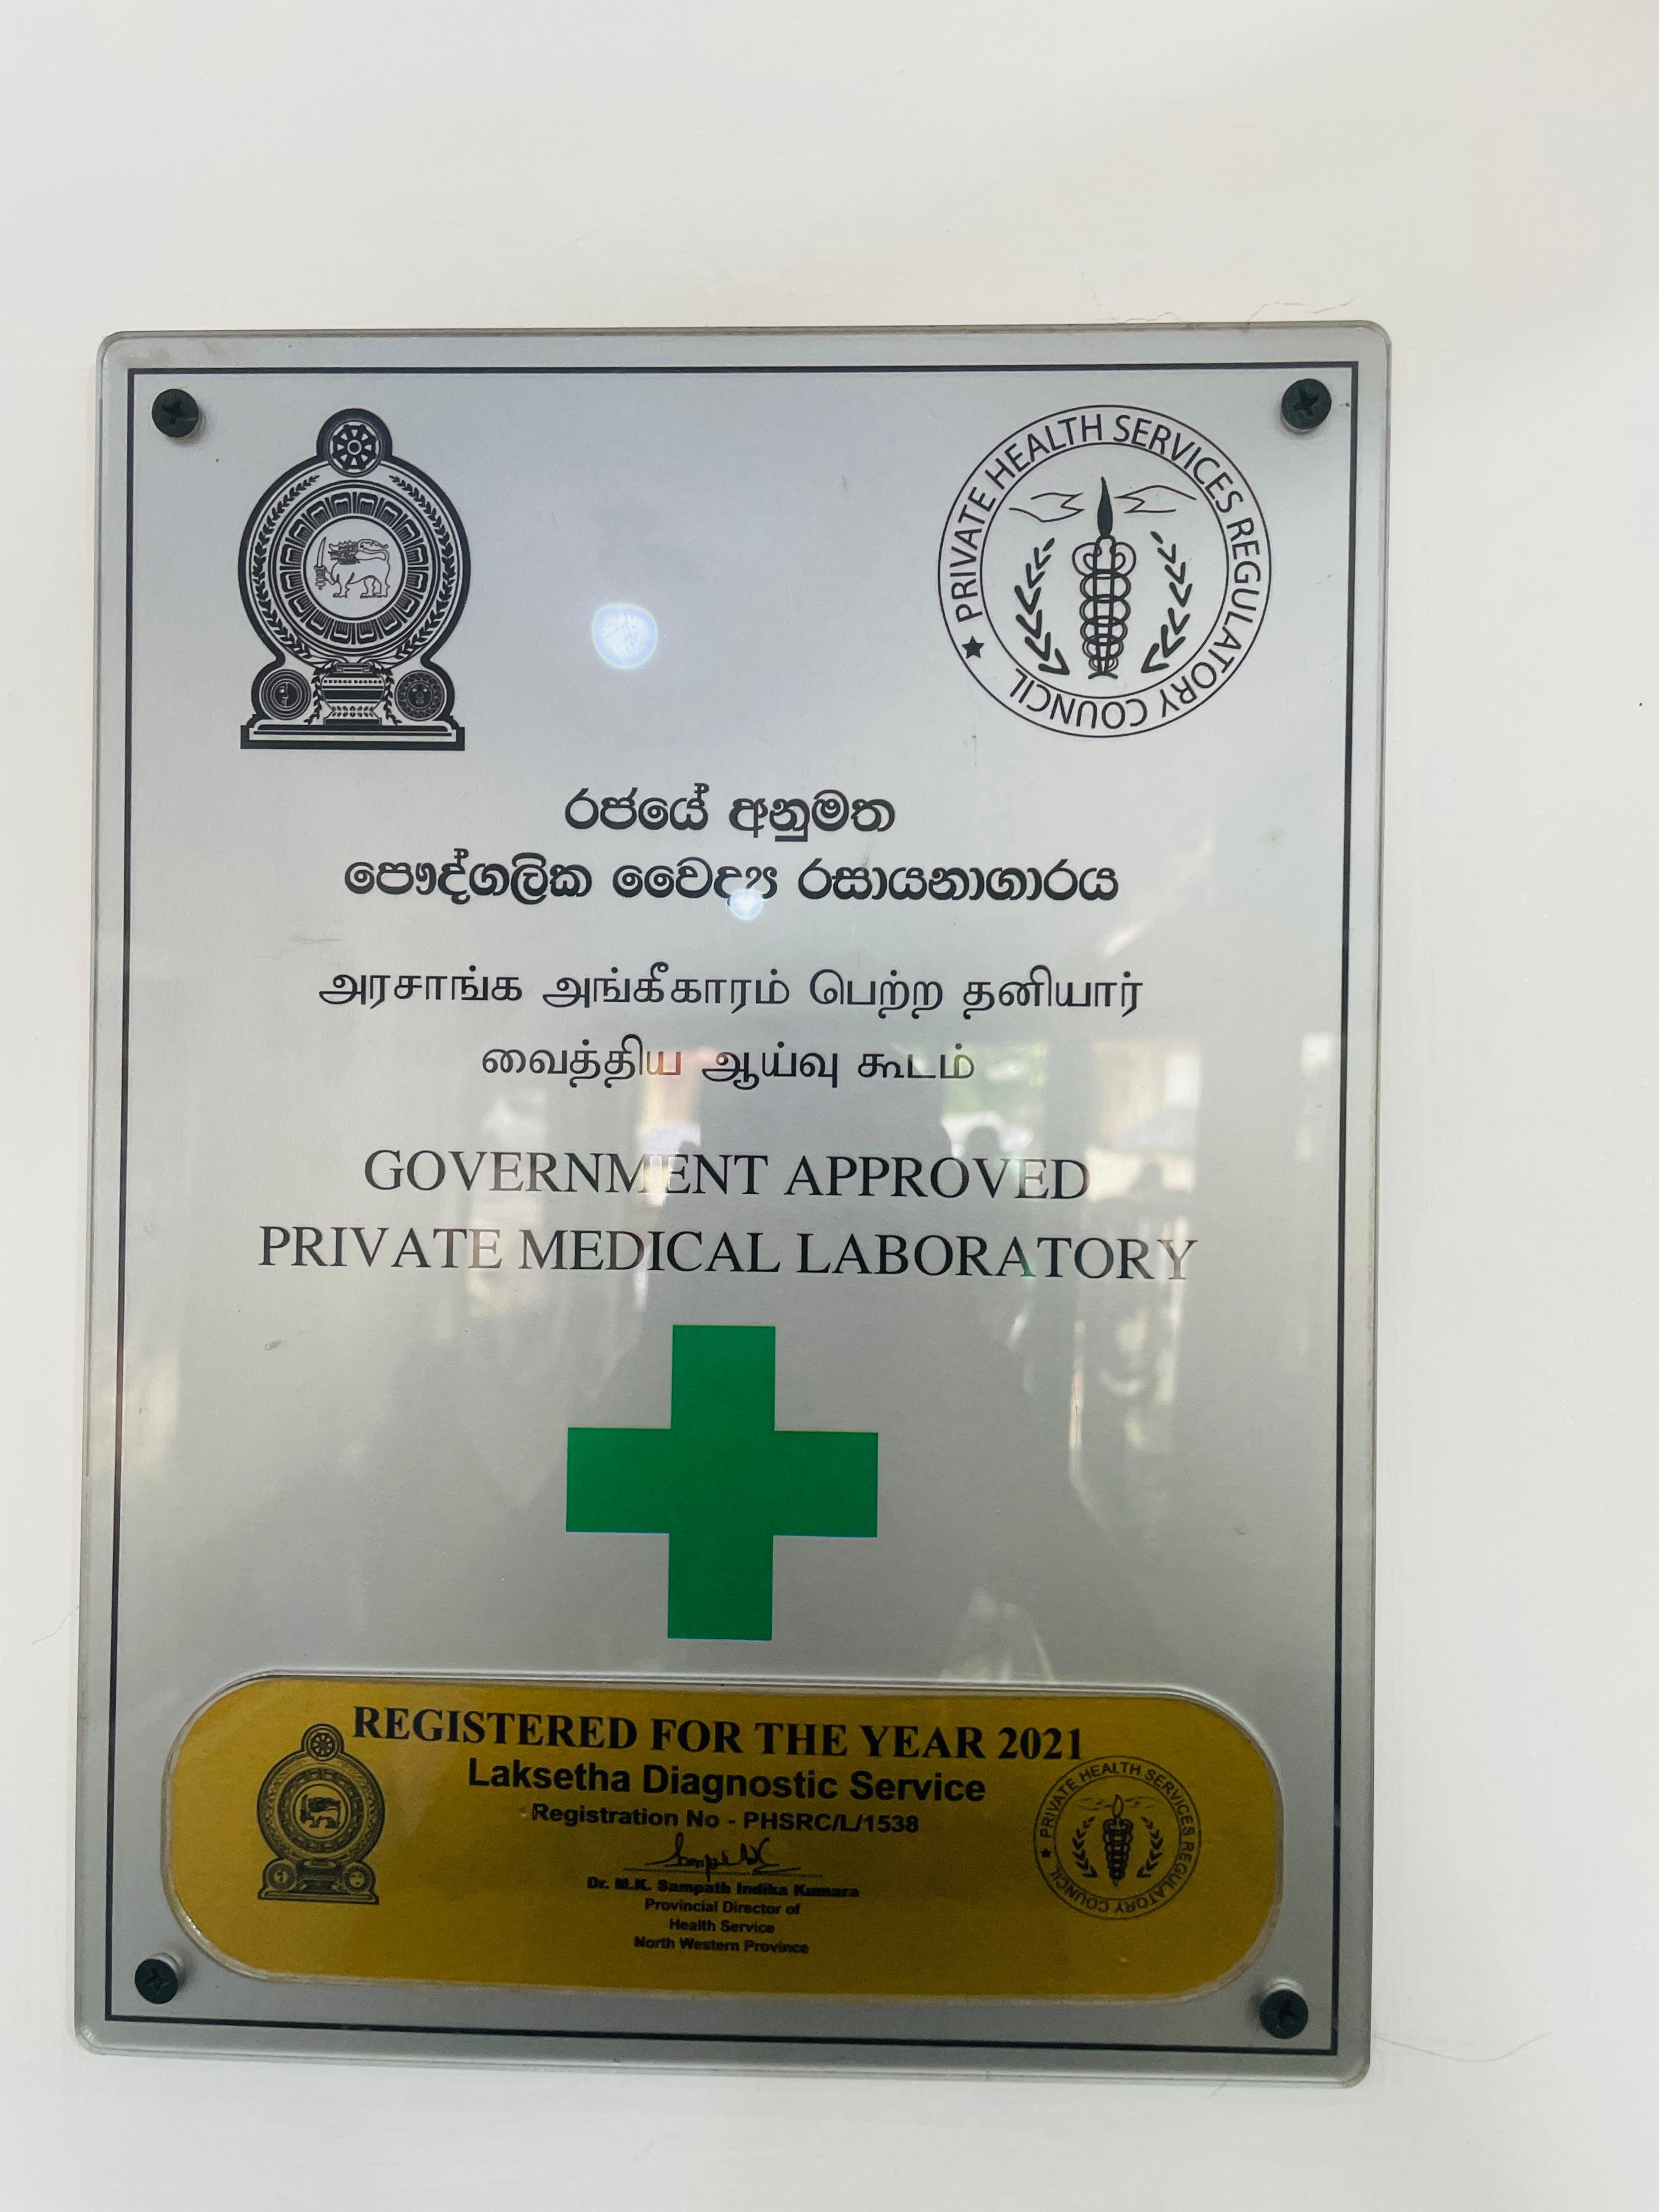 PRIVATE HEALTH SERVICES REGULATORY COUNCIL
රජයේ අනුමත
පෞද්ගලික වෛද්‍ය රසායනාගාරය
அரசாங்க அங்கீகாரம் பெற்ற தனியார்
வைத்திய ஆய்வு கூடம்
GOVERNMENT APPROVED
PRIVATE MEDICAL LABORATORY
REGISTERED FOR THE YEAR 2021
Laksetha Diagnostic Service
Registration No - PHSRC/L/1538
Dr. M.K. Sampath Indika Kumara
Provincial Director of
Health Service
North Western Province
PRIVATE HEALTH SERVICES REGULATORY COUNCIL